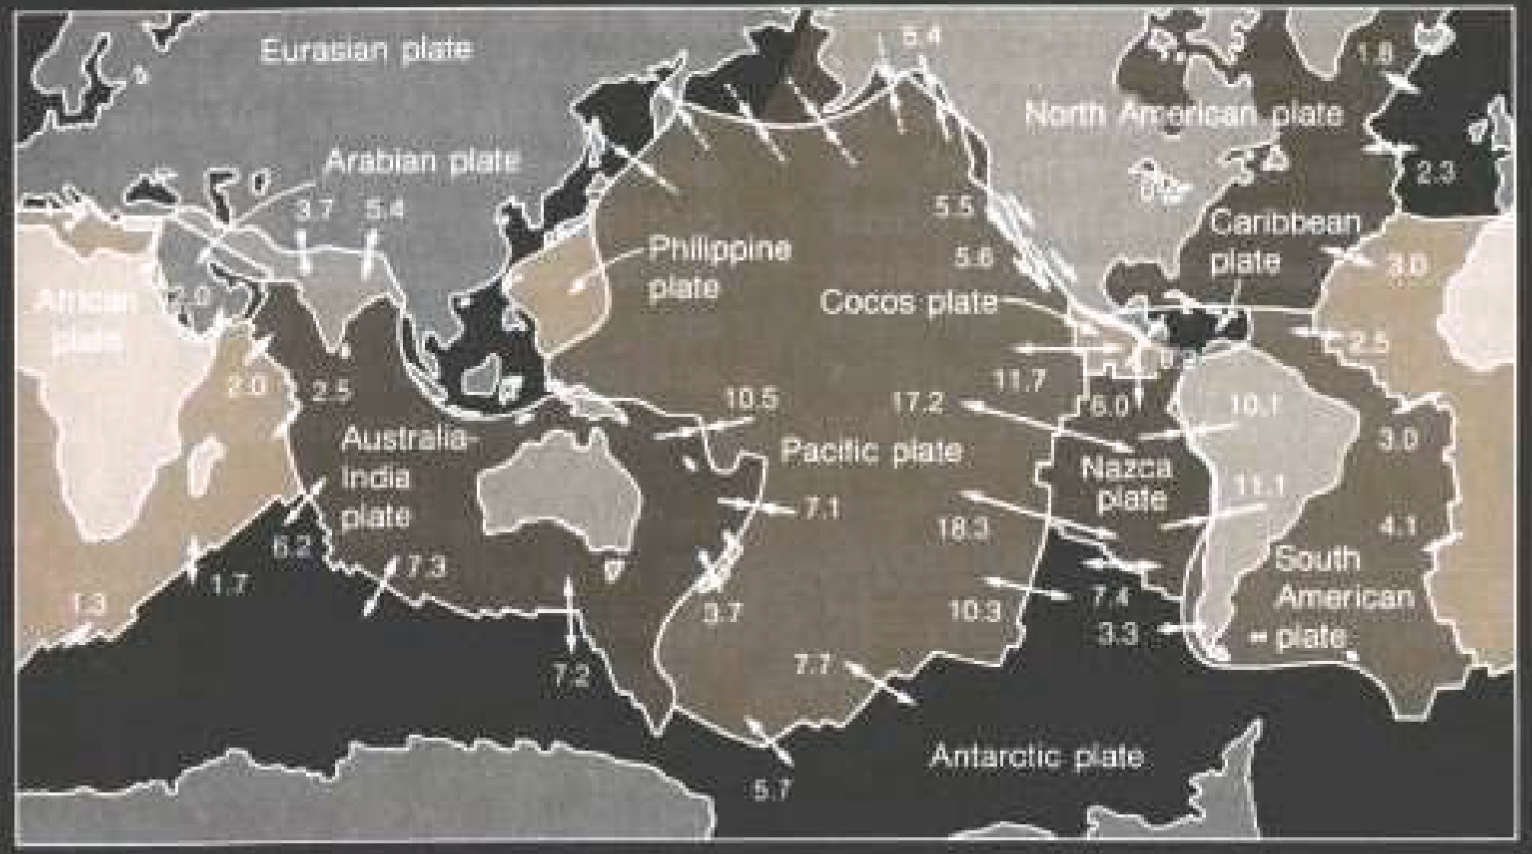 Eurasian plate
5.4
1.8
North American plate
Arabian plate
2.3
3.7 5.4
5.5
Caribbean
plate
Philippine
plate
5.6
3.0
African
plate
2.0
Cocos plate
2.5
2.0
2.5
11.7
10.5
17.2
6.0
10.1
3.0
Australia-
India
plate
Pacific plate
Nazca
plate
11.1
7.1
18.3
4.1
6.2
7.3
South
American
plate
1.7
1.3
3.7
10.3
7.4
3.3
7.2
7.7
Antarctic plate
5.7